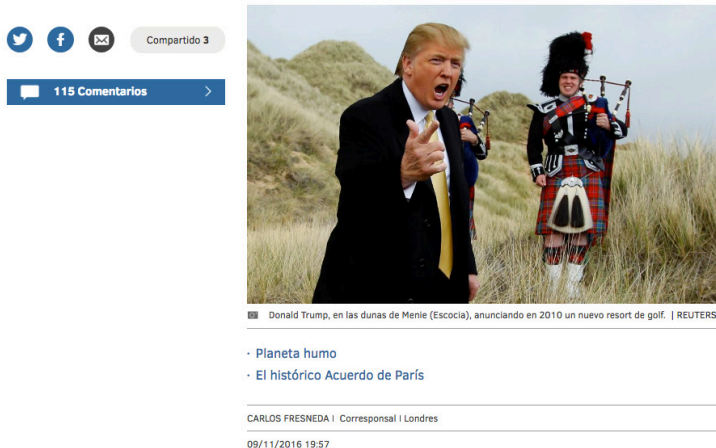 Compartido 3
115 Comentarios
Donald Trump, en las dunas de Menie (Escocia), anunciando en 2010 un nuevo resort de golf. | REUTERS
· Planeta humo
· El histórico Acuerdo de París
CARLOS FRESNEDA | Corresponsal | Londres
09/11/2016 19:57